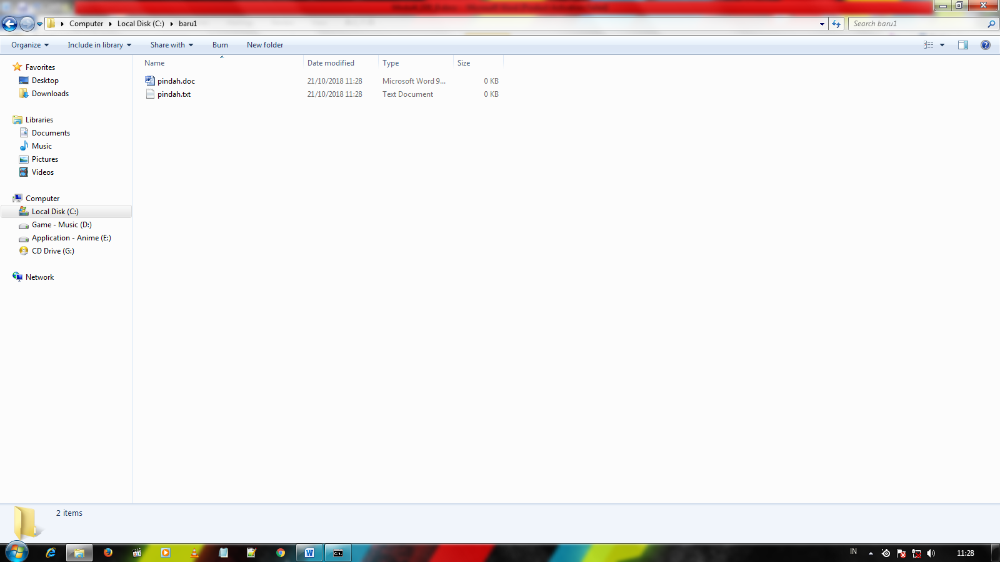 Computer Local Disk (C:) baru1
Search baru1
Organize Include in library Share with Burn New folder
Name Date modified Type Size
pindah.doc 21/10/2018 11:28 Microsoft Word 9... 0 KB
pindah.txt 21/10/2018 11:28 Text Document 0 KB
Favorites
Desktop
Downloads
Libraries
Documents
Music
Pictures
Videos
Computer
Local Disk (C:)
Game - Music (D:)
Application - Anime (E:)
CD Drive (G:)
Network
2 items
IN 11:28